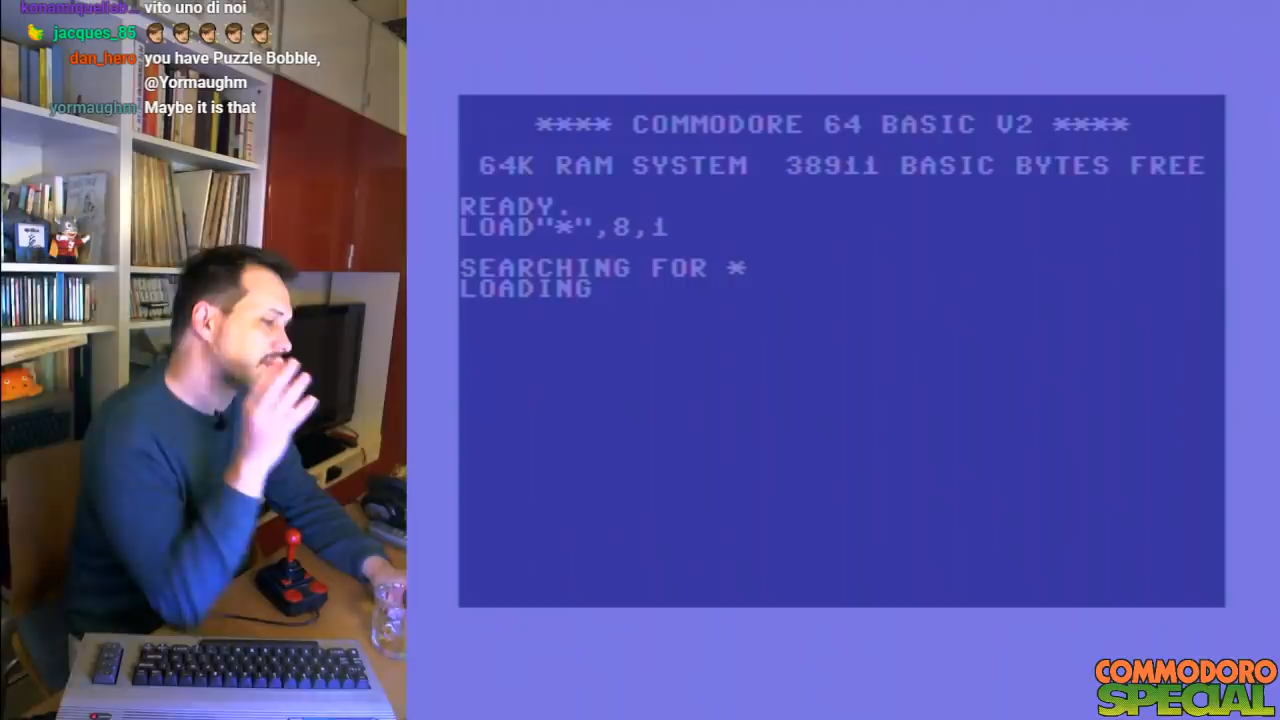 vito uno di noi
jacques_85
dan_hero you have Puzzle Bobble,
@Yormaughm
yormaughm Maybe it is that
**** COMMODORE 64 BASIC V2 ****
64K RAM SYSTEM 38911 BASIC BYTES FREE
READY.
LOAD"*",8,1
SEARCHING FOR *
LOADING
COMMODORO
SPECIAL